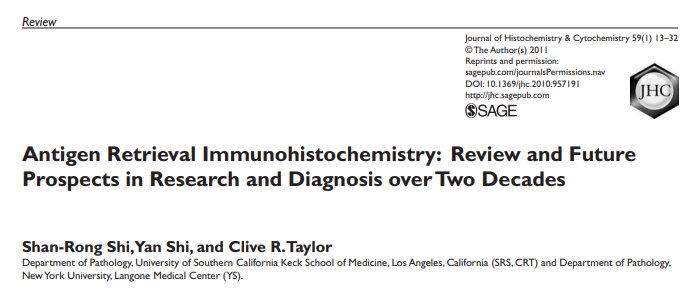 Review
Journal of Histochemistry & Cytochemistry 59(1) 13–32
© The Author(s) 2011
Reprints and permission:
sagepub.com/journalsPermissions.nav
DOI: 10.1369/jhc.2010.957191
http://jhc.sagepub.com
SAGE
JHC
Antigen Retrieval Immunohistochemistry: Review and Future
Prospects in Research and Diagnosis over Two Decades
Shan-Rong Shi, Yan Shi, and Clive R. Taylor
Department of Pathology, University of Southern California Keck School of Medicine, Los Angeles, California (SRS, CRT) and Department of Pathology,
New York University, Langone Medical Center (YS).